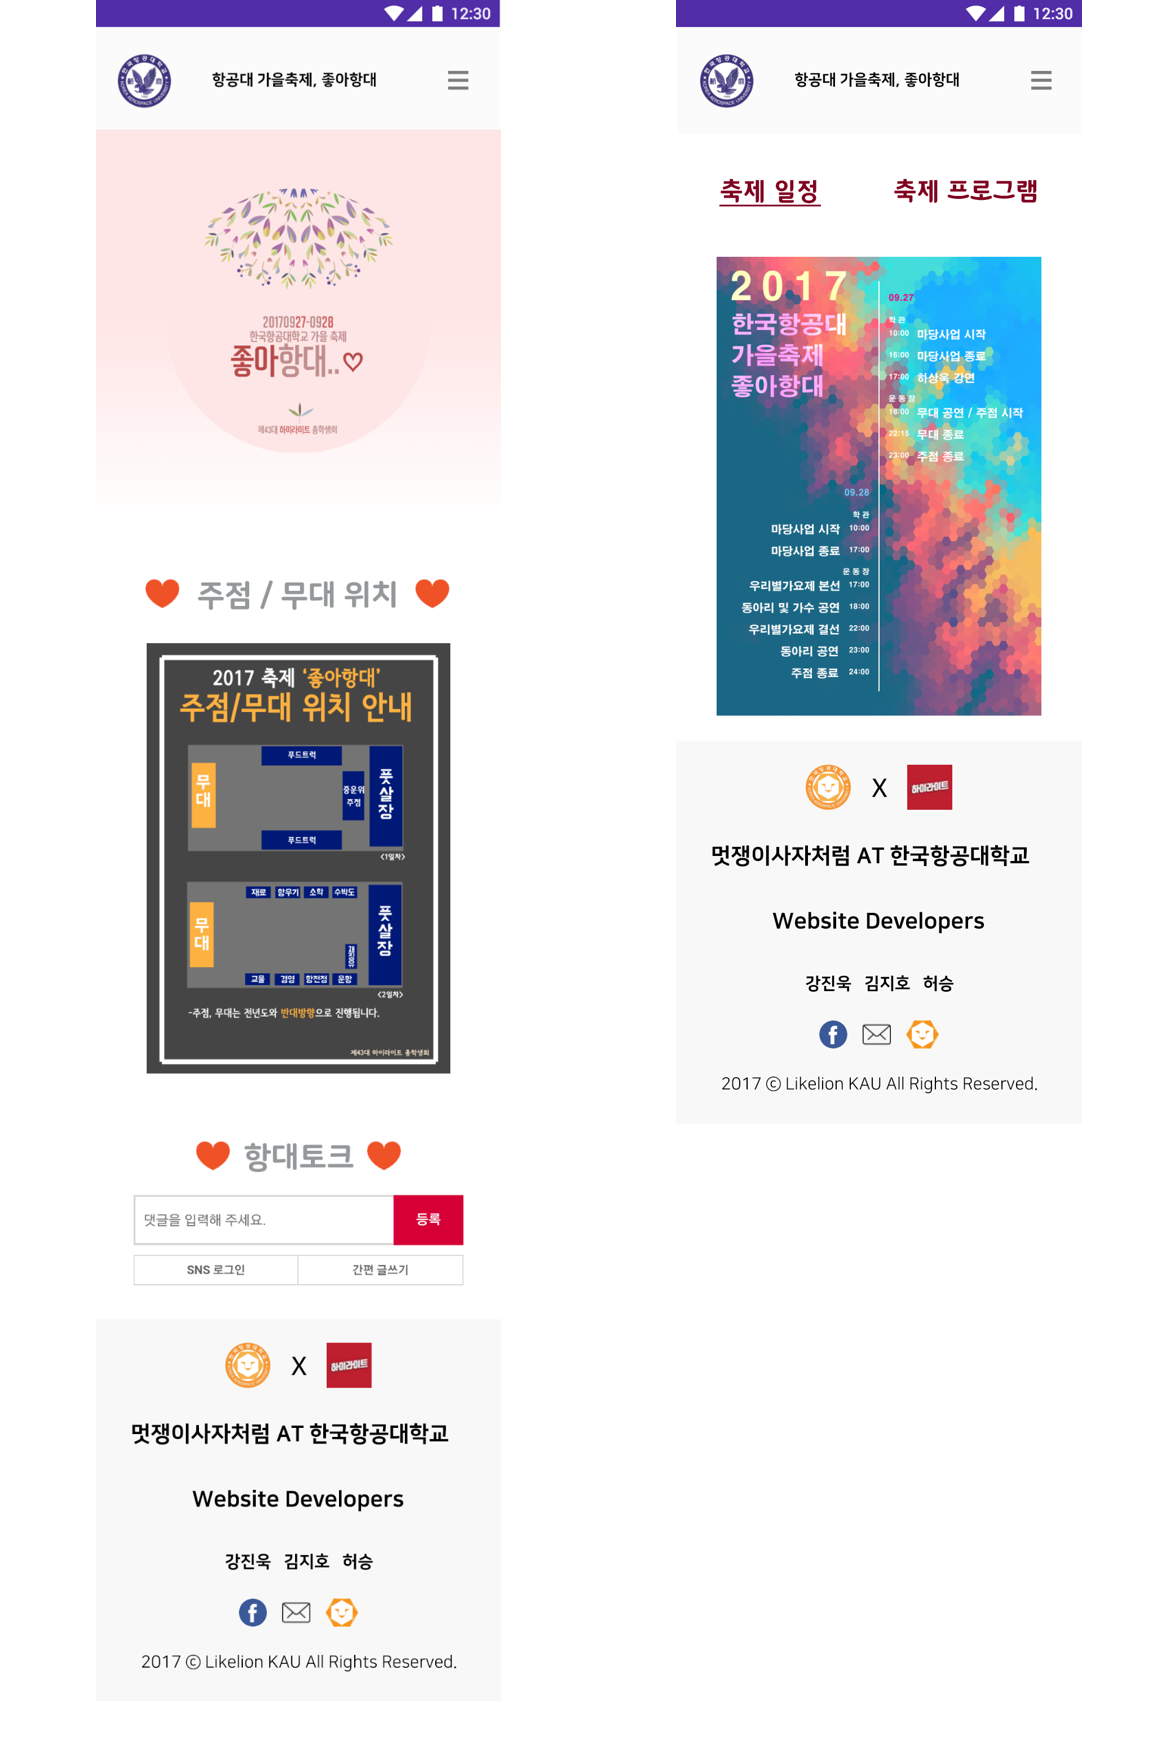 12:30
항공대 가을축제, 좋아항대
20170927-0928
한국항공대학교 가을 축제
좋아항대..♡
제43대 하이라이트 총학생회
주점 / 무대 위치
2017 축제 '좋아항대'
주점/무대 위치 안내
푸드트럭
무대
중운위 주점
풋살장
푸드트럭
<1일차>
재료 항우기 소학 수박도
무대
풋살장
교물 경영 항전정 운항
<2일차>
-주점, 무대는 전년도와 반대방향으로 진행됩니다.
제43대 하이라이트 총학생회
항대토크
댓글을 입력해 주세요.
등록
SNS 로그인
간편 글쓰기
X
하이라이트
멋쟁이사자처럼 AT 한국항공대학교
Website Developers
강진욱 김지호 허승
2017 ⓒ Likelion KAU All Rights Reserved.
12:30
항공대 가을축제, 좋아항대
축제 일정
축제 프로그램
2017
한국항공대
가을축제
좋아항대
09.27
학관
10:00 마당사업 시작
16:00 마당사업 종료
17:00 하상욱 강연
운동장
18:00 무대 공연 / 주점 시작
22:15 무대 종료
23:00 주점 종료
09.28
학관
마당사업 시작 10:00
마당사업 종료 17:00
운동장
우리별가요제 본선 17:00
동아리 및 가수 공연 18:00
우리별가요제 결선 22:00
동아리 공연 23:00
주점 종료 24:00
X
하이라이트
멋쟁이사자처럼 AT 한국항공대학교
Website Developers
강진욱 김지호 허승
2017 ⓒ Likelion KAU All Rights Reserved.